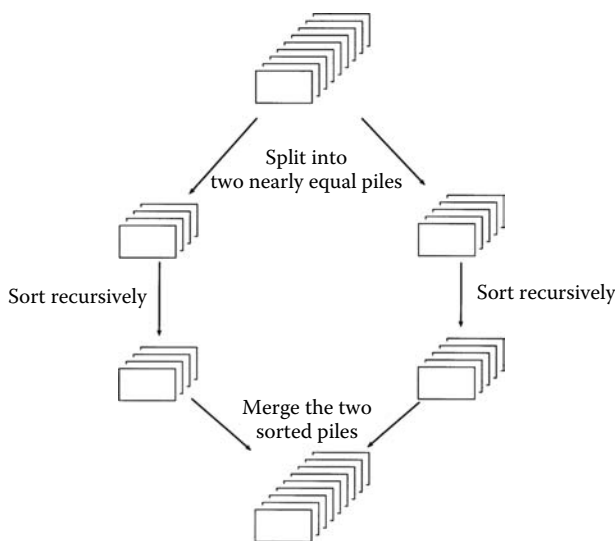 Split into
two nearly equal piles
Sort recursively
Sort recursively
Merge the two
sorted piles